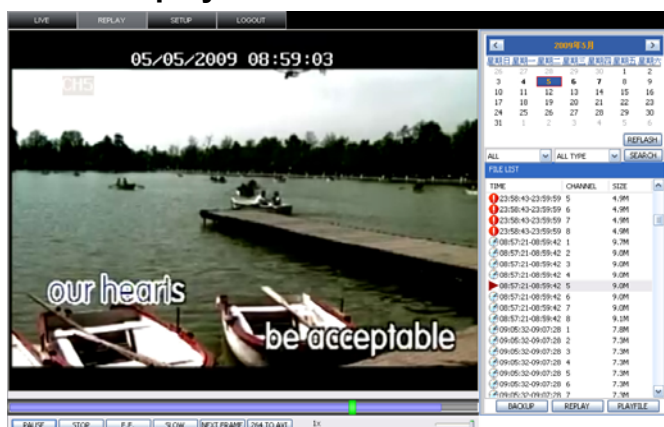 LIVE REPLAY SETUP LOGOUT
05/05/2009 08:59:03
CH5
our hearts
be acceptable
PAUSE STOP F.F. SLOW NEXT FRAME 264 TO AVI 1x
2009年5月
星期日 星期一 星期二 星期三 星期四 星期五 星期六
26 27 28 29 30 1 2
3 4 5 6 7 8 9
10 11 12 13 14 15 16
17 18 19 20 21 22 23
24 25 26 27 28 29 30
31 1 2 3 4 5 6
REFLASH
ALL ALL TYPE SEARCH
FILE LIST
TIME CHANNEL SIZE
23:58:43-23:59:59 5 4.9M
23:58:43-23:59:59 6 4.9M
23:58:43-23:59:59 7 4.9M
23:58:43-23:59:59 8 4.9M
08:57:21-08:59:42 1 9.7M
08:57:21-08:59:42 2 9.0M
08:57:21-08:59:42 3 9.0M
08:57:21-08:59:42 4 9.0M
08:57:21-08:59:42 5 9.0M
08:57:21-08:59:42 6 9.0M
08:57:21-08:59:42 7 9.0M
08:57:21-08:59:42 8 9.1M
09:05:32-09:07:28 1 7.8M
09:05:32-09:07:28 2 7.3M
09:05:32-09:07:28 3 7.3M
09:05:32-09:07:28 4 7.3M
09:05:32-09:07:28 5 7.3M
09:05:32-09:07:28 6 7.3M
09:05:32-09:07:28 7 7.3M
BACKUP REPLAY PLAYFILE